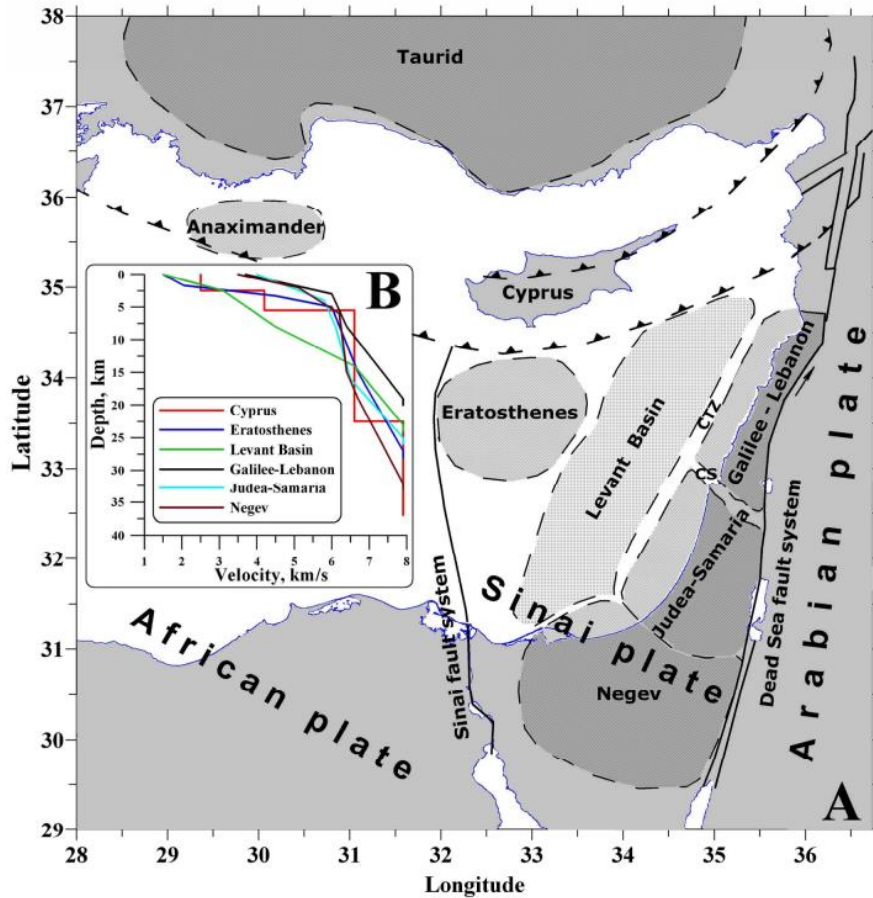 38
37
36
35
34
33
32
31
30
29
Latitude
28
29
30
31
32
33
34
35
36
Longitude
Taurid
Anaximander
Cyprus
Eratosthenes
Levant Basin
CTZ
CS
Galilee - Lebanon
Judea-Samaria
Negev
Sinai plate
African plate
Arabian plate
Sinai fault system
Dead Sea fault system
A
B
0
5
10
15
20
25
30
35
40
Depth, km
Cyprus
Eratosthenes
Levant Basin
Galilee-Lebanon
Judea-Samaria
Negev
1
2
3
4
5
6
7
8
Velocity, km/s